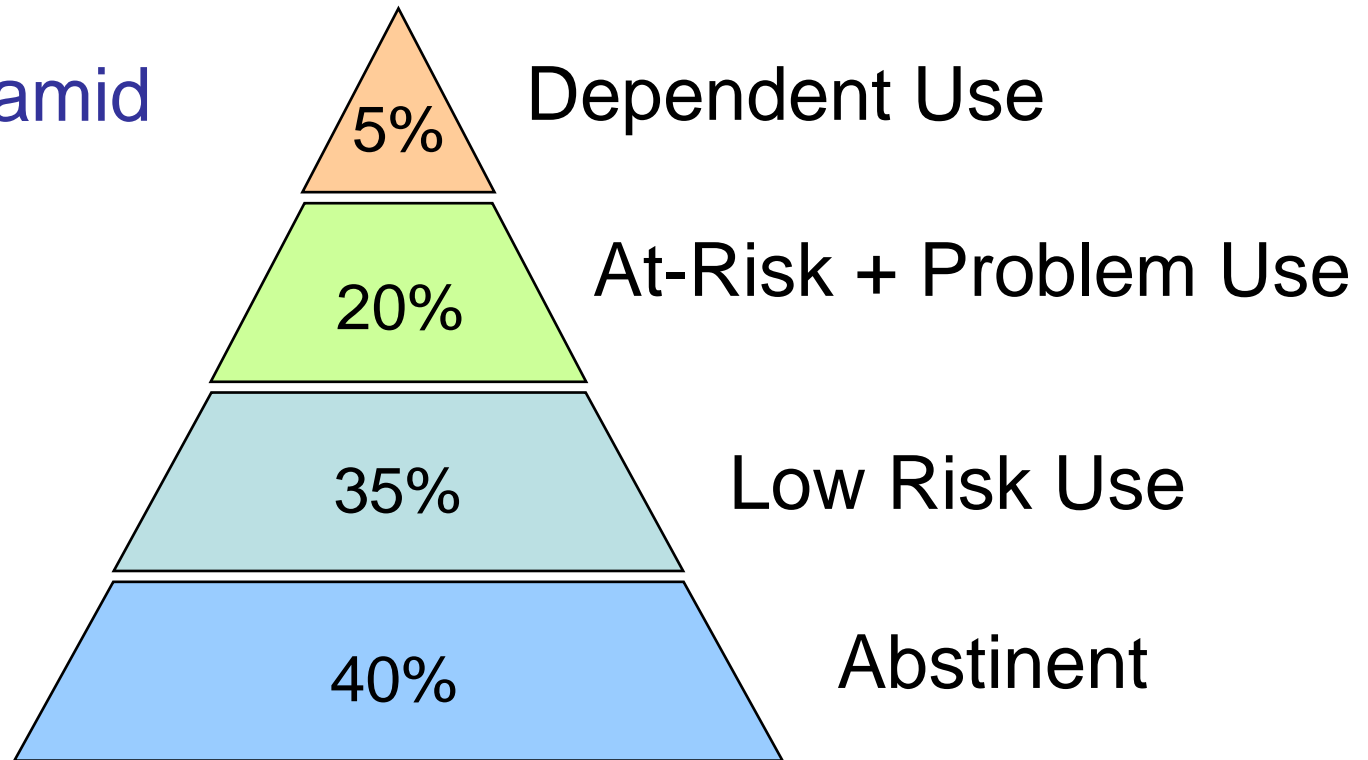 amid
5%
Dependent Use
20%
At-Risk + Problem Use
35%
Low Risk Use
40%
Abstinent